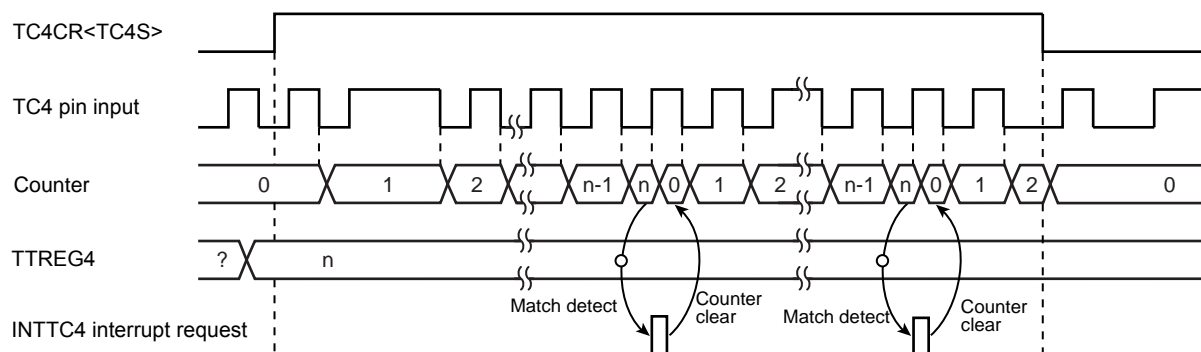 TC4CR<TC4S>
TC4 pin input
Counter 0 1 2 n-1 n 0 1 2 n-1 n 0 1 2 0
TTREG4 ? n
Match detect Counter clear Match detect Counter clear
INTTC4 interrupt request